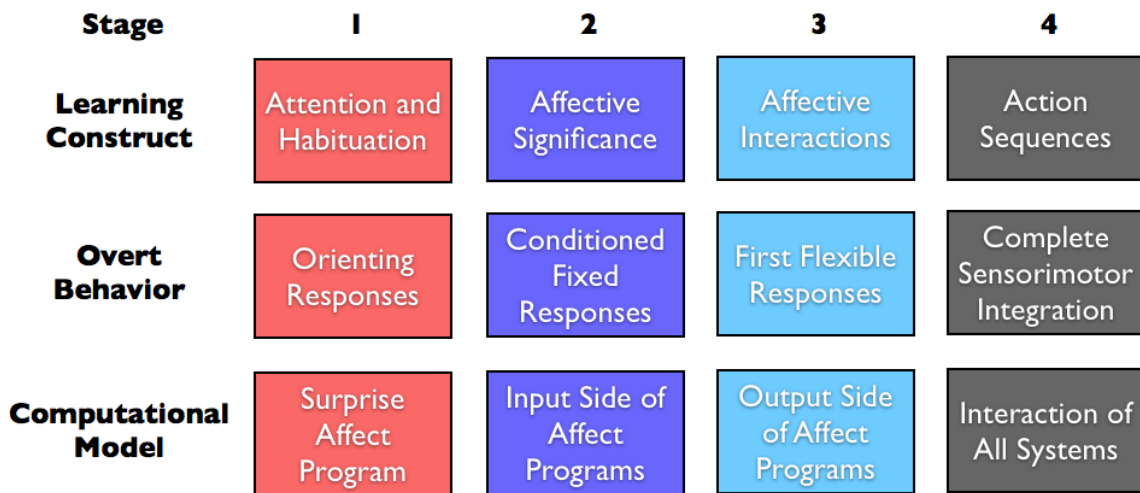 Stage 1 2 3 4
Learning
Construct
Attention and
Habituation
Affective
Significance
Affective
Interactions
Action
Sequences
Overt
Behavior
Orienting
Responses
Conditioned
Fixed
Responses
First Flexible
Responses
Complete
Sensorimotor
Integration
Computational
Model
Surprise
Affect
Program
Input Side of
Affect
Programs
Output Side
of Affect
Programs
Interaction of
All Systems